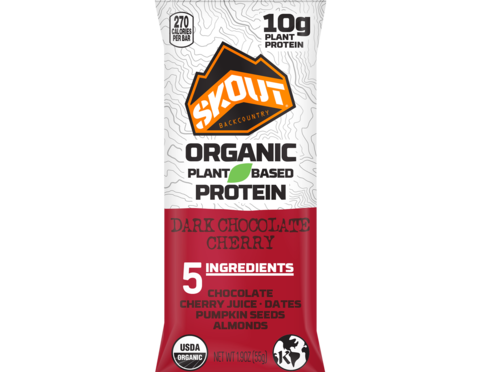 270
CALORIES
PER BAR
10g
PLANT
PROTEIN
SKOUT
BACKCOUNTRY
ORGANIC
PLANT BASED
PROTEIN
DARK CHOCOLATE
CHERRY
5 INGREDIENTS
CHOCOLATE
CHERRY JUICE • DATES
PUMPKIN SEEDS
ALMONDS
USDA
ORGANIC
K